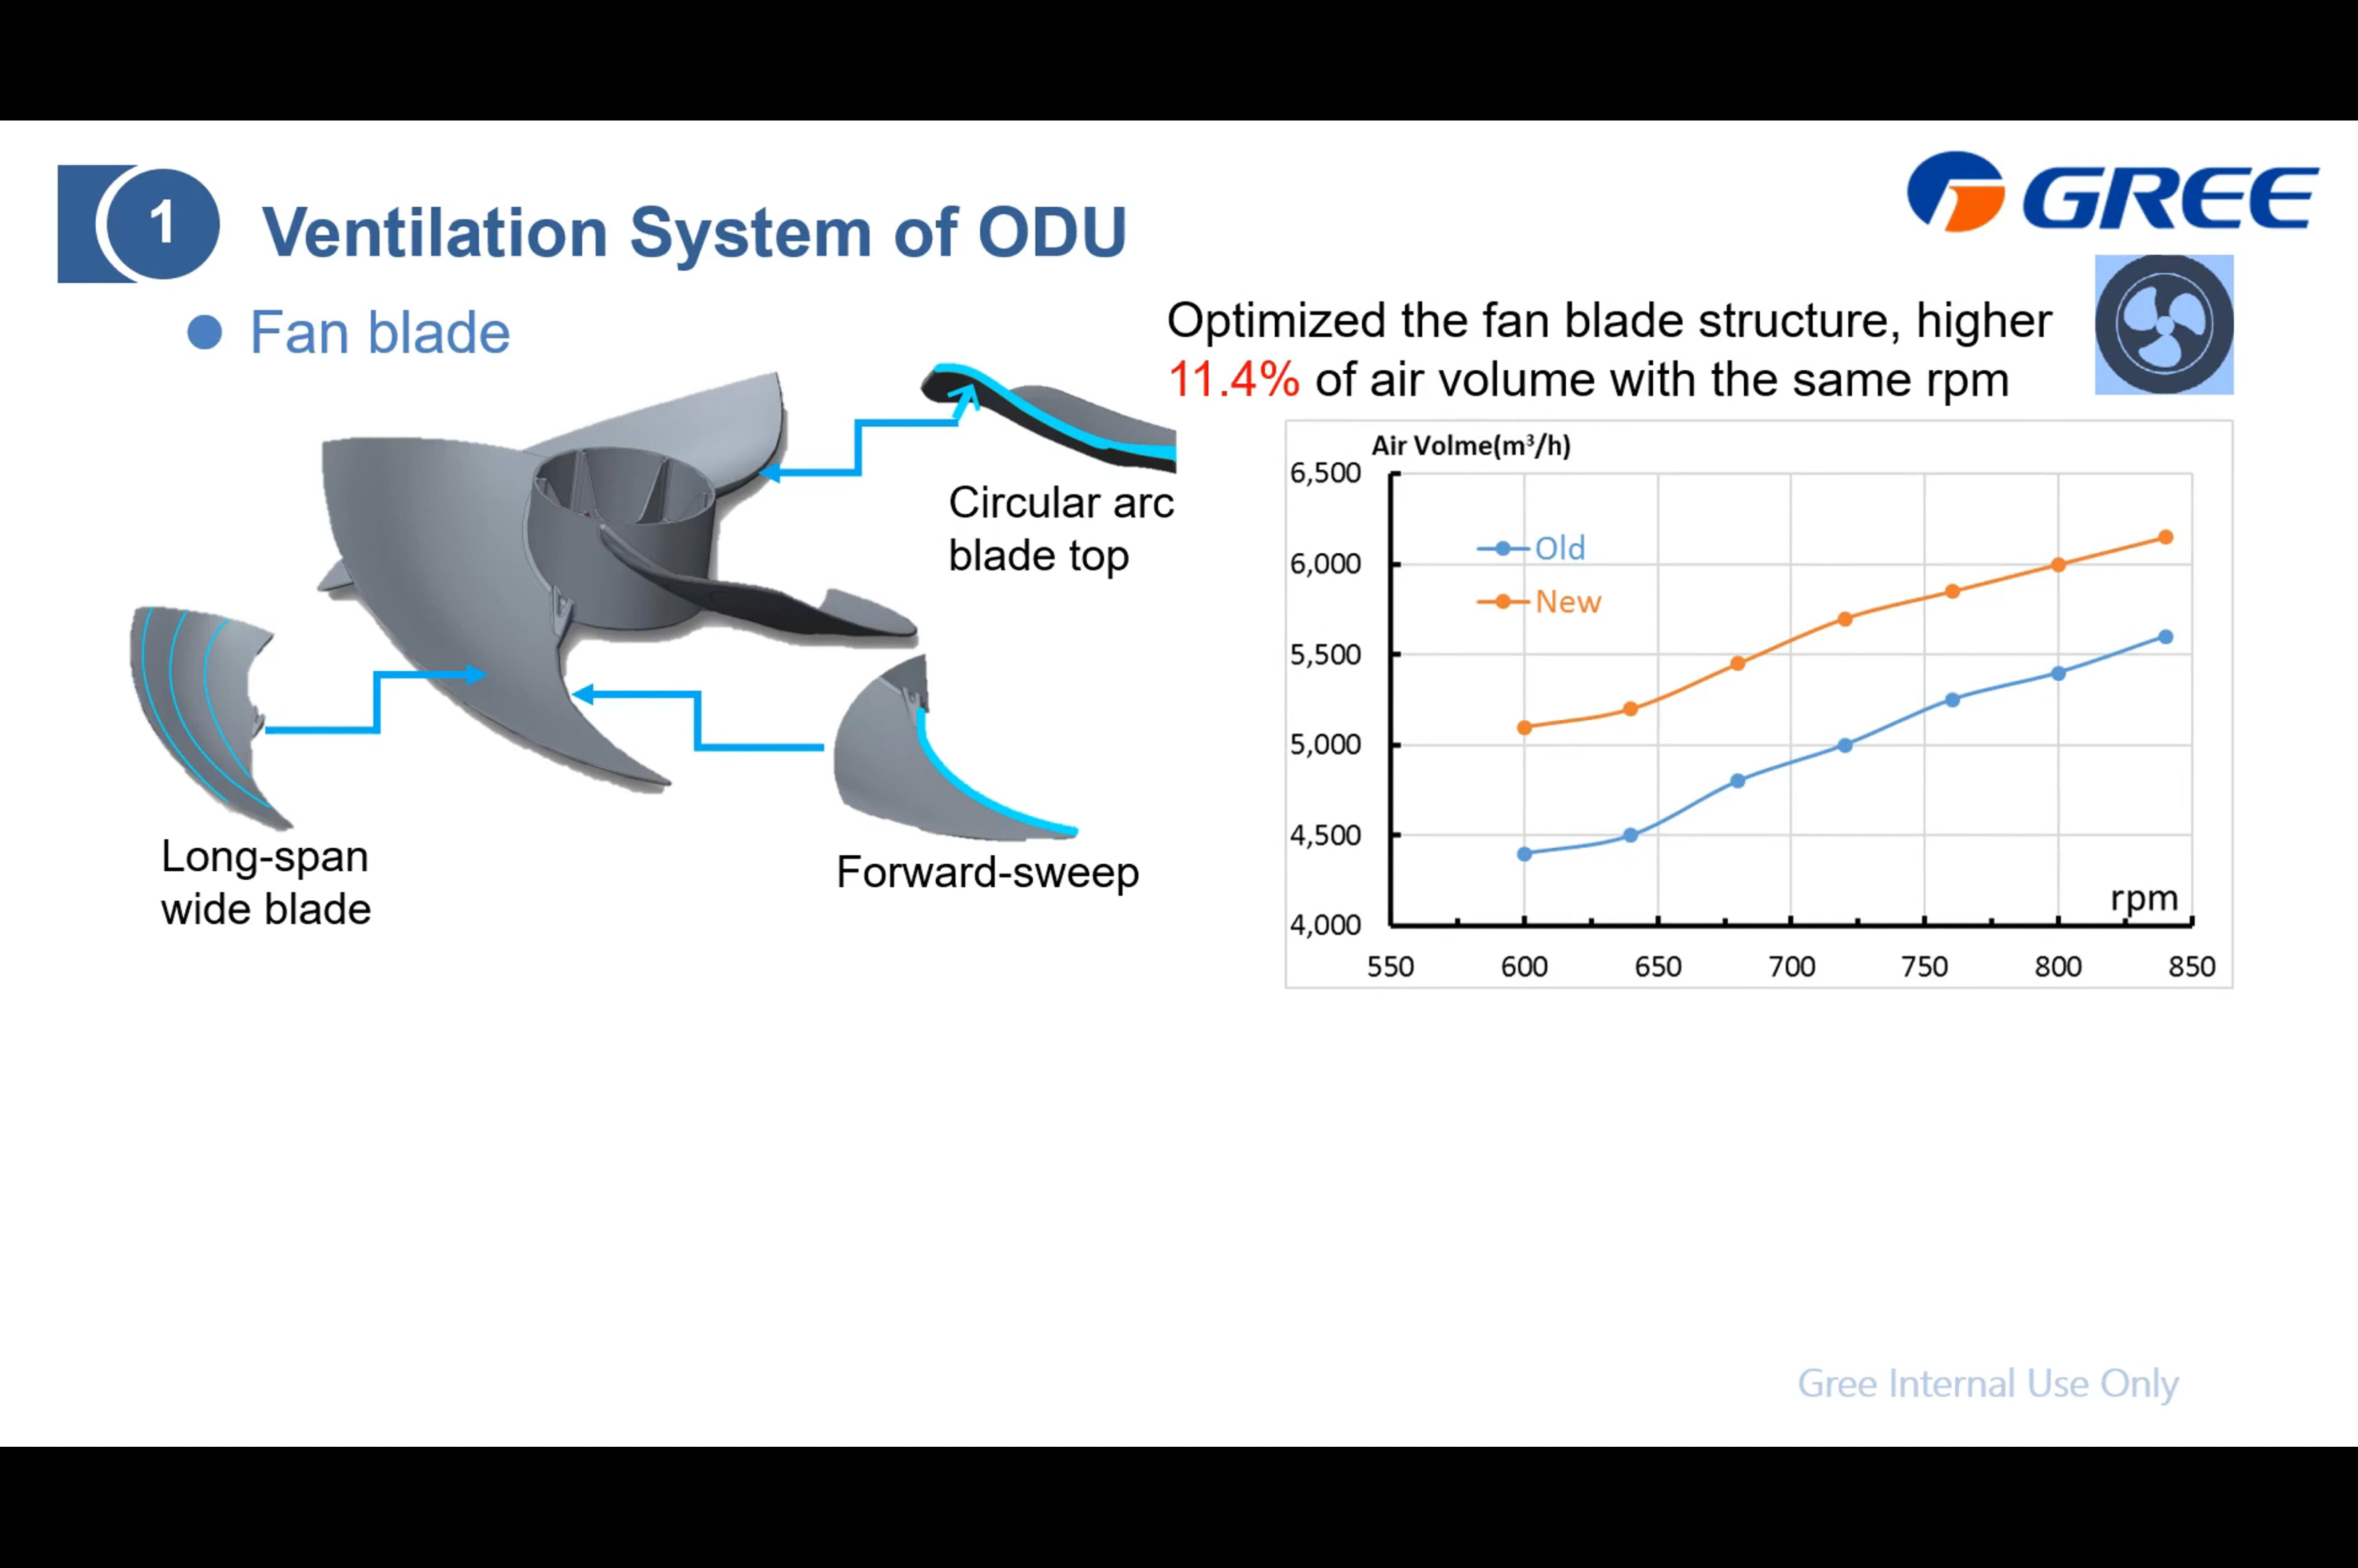 1
Ventilation System of ODU
GREE
Fan blade
Optimized the fan blade structure, higher
11.4% of air volume with the same rpm
Circular arc
blade top
Long-span
wide blade
Forward-sweep
Air Volme(m³/h)
6,500
6,000
5,500
5,000
4,500
4,000
Old
New
rpm
550 600 650 700 750 800 850
Gree Internal Use Only